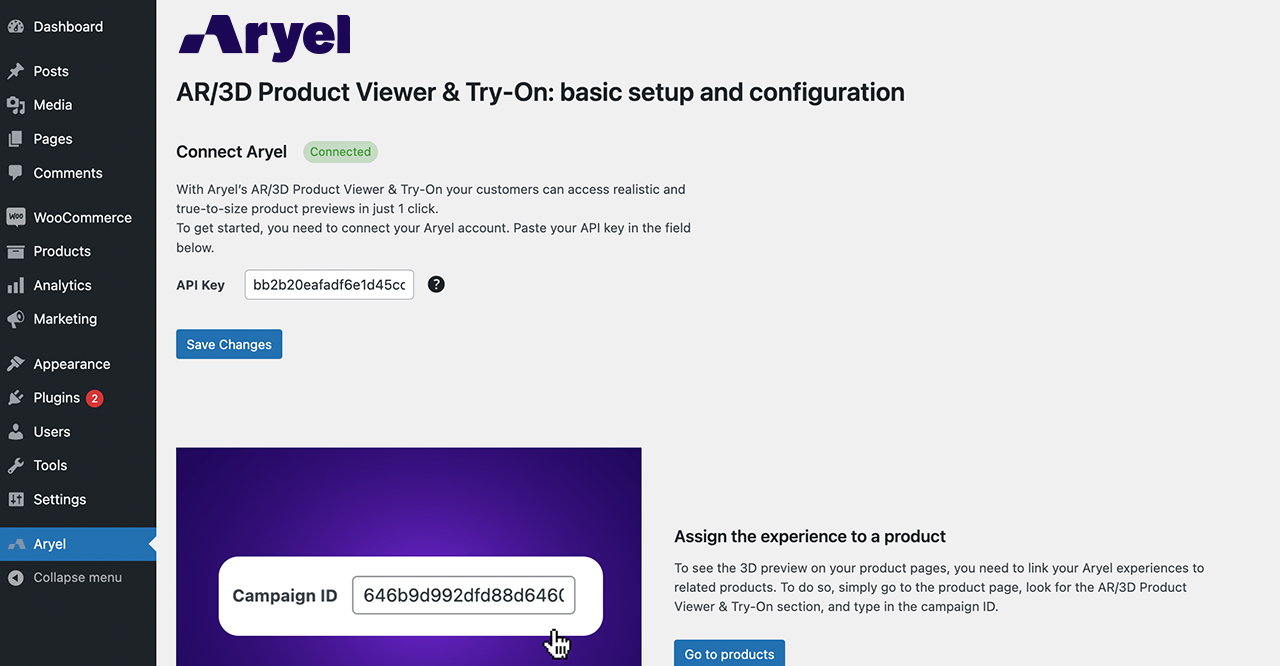 Dashboard
Posts
Media
Pages
Comments
WooCommerce
Products
Analytics
Marketing
Appearance
Plugins 2
Users
Tools
Settings
Aryel
Collapse menu
Aryel
AR/3D Product Viewer & Try-On: basic setup and configuration
Connect Aryel Connected
With Aryel's AR/3D Product Viewer & Try-On your customers can access realistic and
true-to-size product previews in just 1 click.
To get started, you need to connect your Aryel account. Paste your API key in the field
below.
API Key bb2b20eafadf6e1d45cc ?
Save Changes
Campaign ID 646b9d992dfd88d6460
Assign the experience to a product
To see the 3D preview on your product pages, you need to link your Aryel experiences to
related products. To do so, simply go to the product page, look for the AR/3D Product
Viewer & Try-On section, and type in the campaign ID.
Go to products